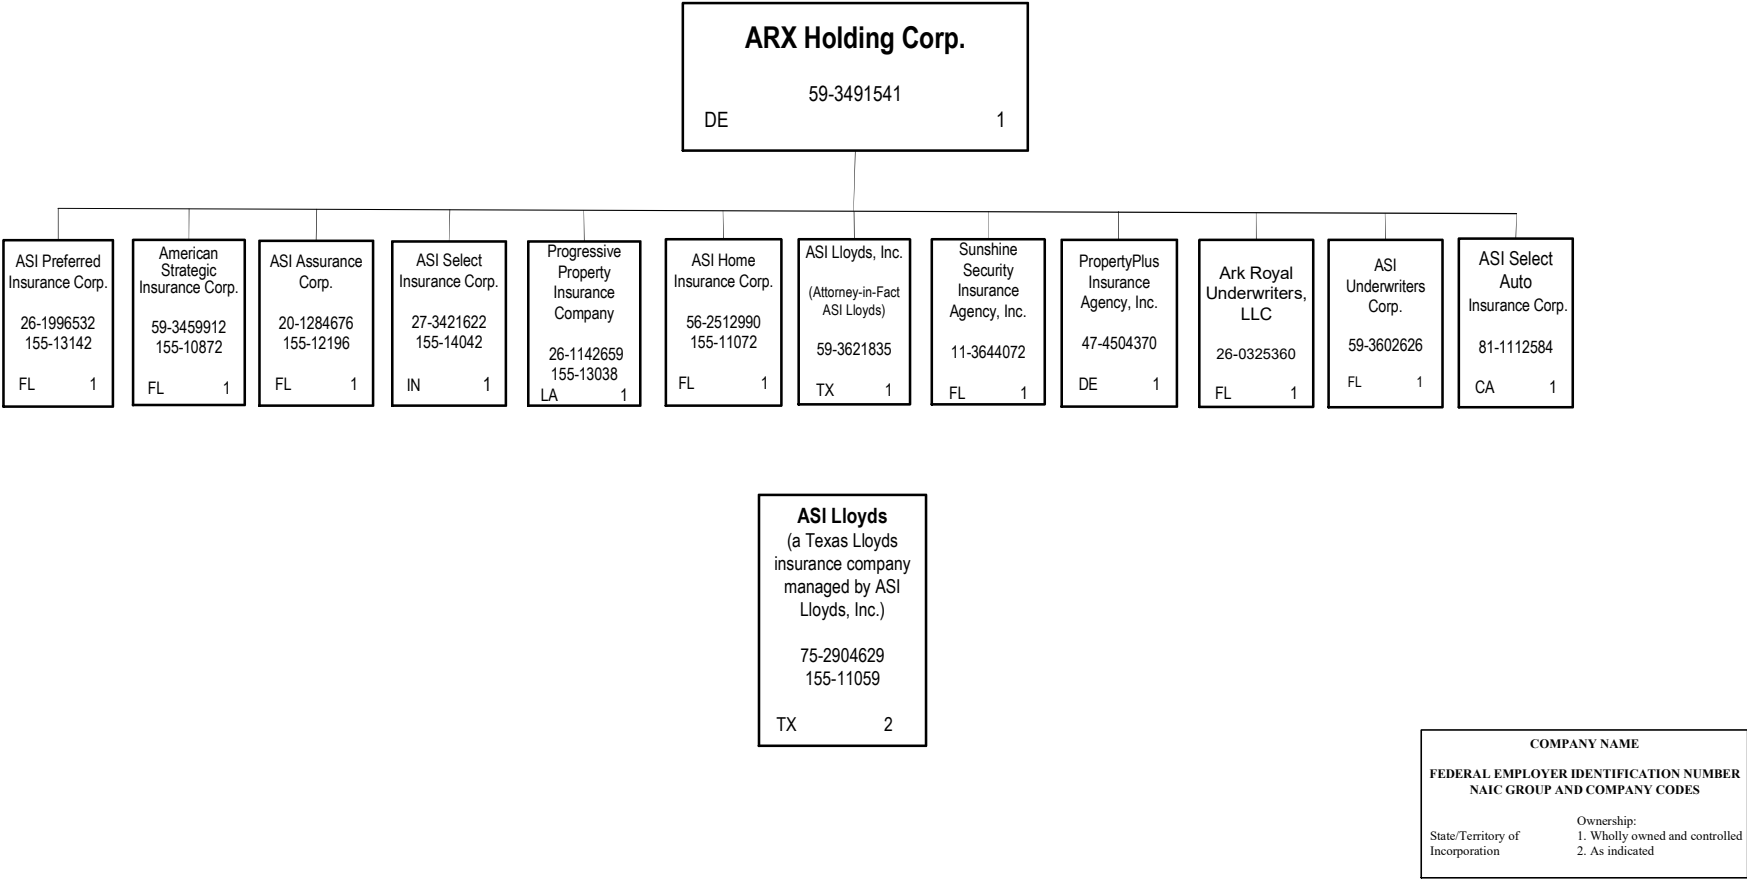 ARX Holding Corp.
59-3491541
DE 1
ASI Preferred
Insurance Corp.
26-1996532
155-13142
FL 1
American
Strategic
Insurance Corp.
59-3459912
155-10872
FL 1
ASI Assurance
Corp.
20-1284676
155-12196
FL 1
ASI Select
Insurance Corp.
27-3421622
155-14042
IN 1
Progressive
Property
Insurance
Company
26-1142659
155-13038
LA 1
ASI Home
Insurance Corp.
56-2512990
155-11072
FL 1
ASI Lloyds, Inc.
(Attorney-in-Fact
ASI Lloyds)
59-3621835
TX 1
Sunshine
Security
Insurance
Agency, Inc.
11-3644072
FL 1
PropertyPlus
Insurance
Agency, Inc.
47-4504370
DE 1
Ark Royal
Underwriters,
LLC
26-0325360
FL 1
ASI
Underwriters
Corp.
59-3602626
FL 1
ASI Select
Auto
Insurance Corp.
81-1112584
CA 1
ASI Lloyds
(a Texas Lloyds
insurance company
managed by ASI
Lloyds, Inc.)
75-2904629
155-11059
TX 2
COMPANY NAME
FEDERAL EMPLOYER IDENTIFICATION NUMBER
NAIC GROUP AND COMPANY CODES
Ownership:
State/Territory of 1. Wholly owned and controlled
Incorporation 2. As indicated